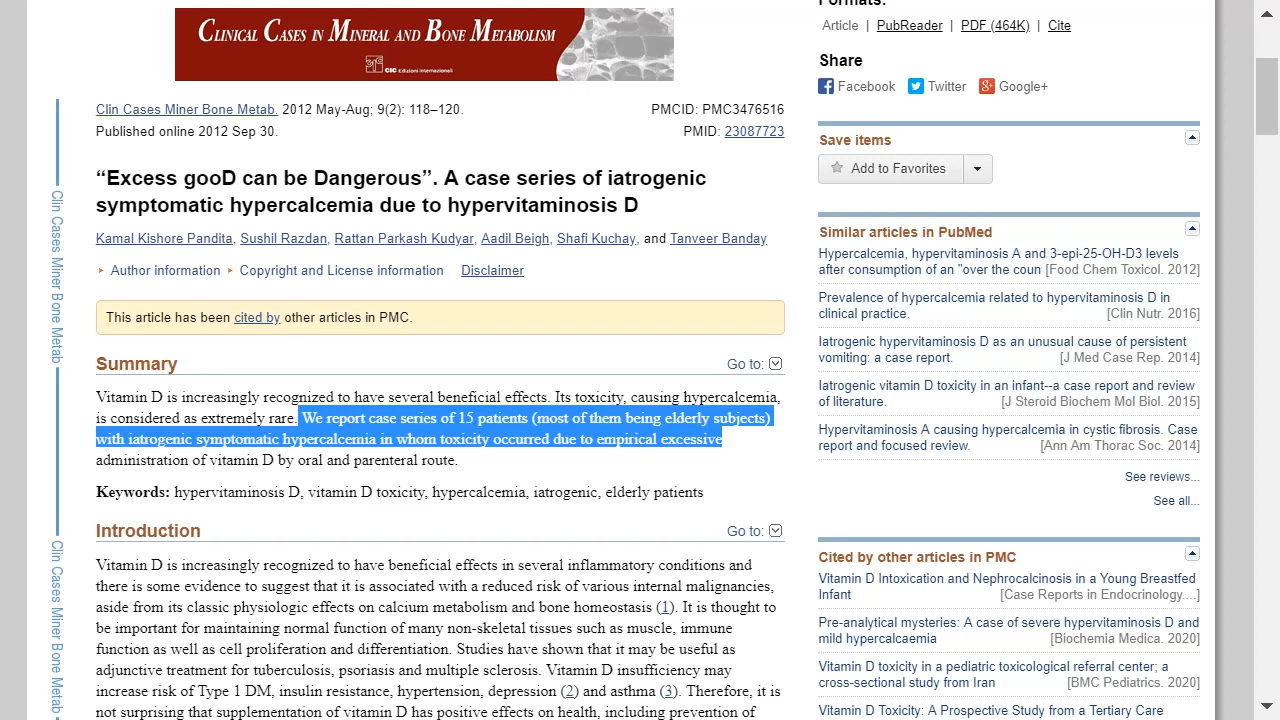 Formats:
Article | PubReader | PDF (464K) | Cite
Share
Facebook Twitter Google+
Save items
Add to Favorites
Similar articles in PubMed
Hypercalcemia, hypervitaminosis A and 3-epi-25-OH-D3 levels
after consumption of an "over the coun [Food Chem Toxicol. 2012]
Prevalence of hypercalcemia related to hypervitaminosis D in
clinical practice. [Clin Nutr. 2016]
Iatrogenic hypervitaminosis D as an unusual cause of persistent
vomiting: a case report. [J Med Case Rep. 2014]
Iatrogenic vitamin D toxicity in an infant--a case report and review
of literature. [J Steroid Biochem Mol Biol. 2015]
Hypervitaminosis A causing hypercalcemia in cystic fibrosis. Case
report and focused review. [Ann Am Thorac Soc. 2014]
See reviews...
See all...
Cited by other articles in PMC
Vitamin D Intoxication and Nephrocalcinosis in a Young Breastfed
Infant [Case Reports in Endocrinology....]
Pre-analytical mysteries: A case of severe hypervitaminosis D and
mild hypercalcaemia [Biochemia Medica. 2020]
Vitamin D toxicity in a pediatric toxicological referral center; a
cross-sectional study from Iran [BMC Pediatrics. 2020]
Vitamin D Toxicity: A Prospective Study from a Tertiary Care
CLINICAL CASES IN MINERAL AND BONE METABOLISM
CIC Edizioni Internazionali
Clin Cases Miner Bone Metab
Clin Cases Miner Bone Metab
Clin Cases Miner Bone Metab. 2012 May-Aug; 9(2): 118–120. PMCID: PMC3476516
Published online 2012 Sep 30. PMID: 23087723
“Excess gooD can be Dangerous”. A case series of iatrogenic
symptomatic hypercalcemia due to hypervitaminosis D
Kamal Kishore Pandita, Sushil Razdan, Rattan Parkash Kudyar, Aadil Beigh, Shafi Kuchay, and Tanveer Banday
Author information Copyright and License information Disclaimer
This article has been cited by other articles in PMC.
Summary Go to:
Vitamin D is increasingly recognized to have several beneficial effects. Its toxicity, causing hypercalcemia,
is considered as extremely rare. We report case series of 15 patients (most of them being elderly subjects)
with iatrogenic symptomatic hypercalcemia in whom toxicity occurred due to empirical excessive
administration of vitamin D by oral and parenteral route.
Keywords: hypervitaminosis D, vitamin D toxicity, hypercalcemia, iatrogenic, elderly patients
Introduction Go to:
Vitamin D is increasingly recognized to have beneficial effects in several inflammatory conditions and
there is some evidence to suggest that it is associated with a reduced risk of various internal malignances,
aside from its classic physiologic effects on calcium metabolism and bone homeostasis (1). It is thought to
be important for maintaining normal function of many non-skeletal tissues such as muscle, immune
function as well as cell proliferation and differentiation. Studies have shown that it may be useful as
adjunctive treatment for tuberculosis, psoriasis and multiple sclerosis. Vitamin D insufficiency may
increase risk of Type 1 DM, insulin resistance, hypertension, depression (2) and asthma (3). Therefore, it is
not surprising that supplementation of vitamin D has positive effects on health, including prevention of